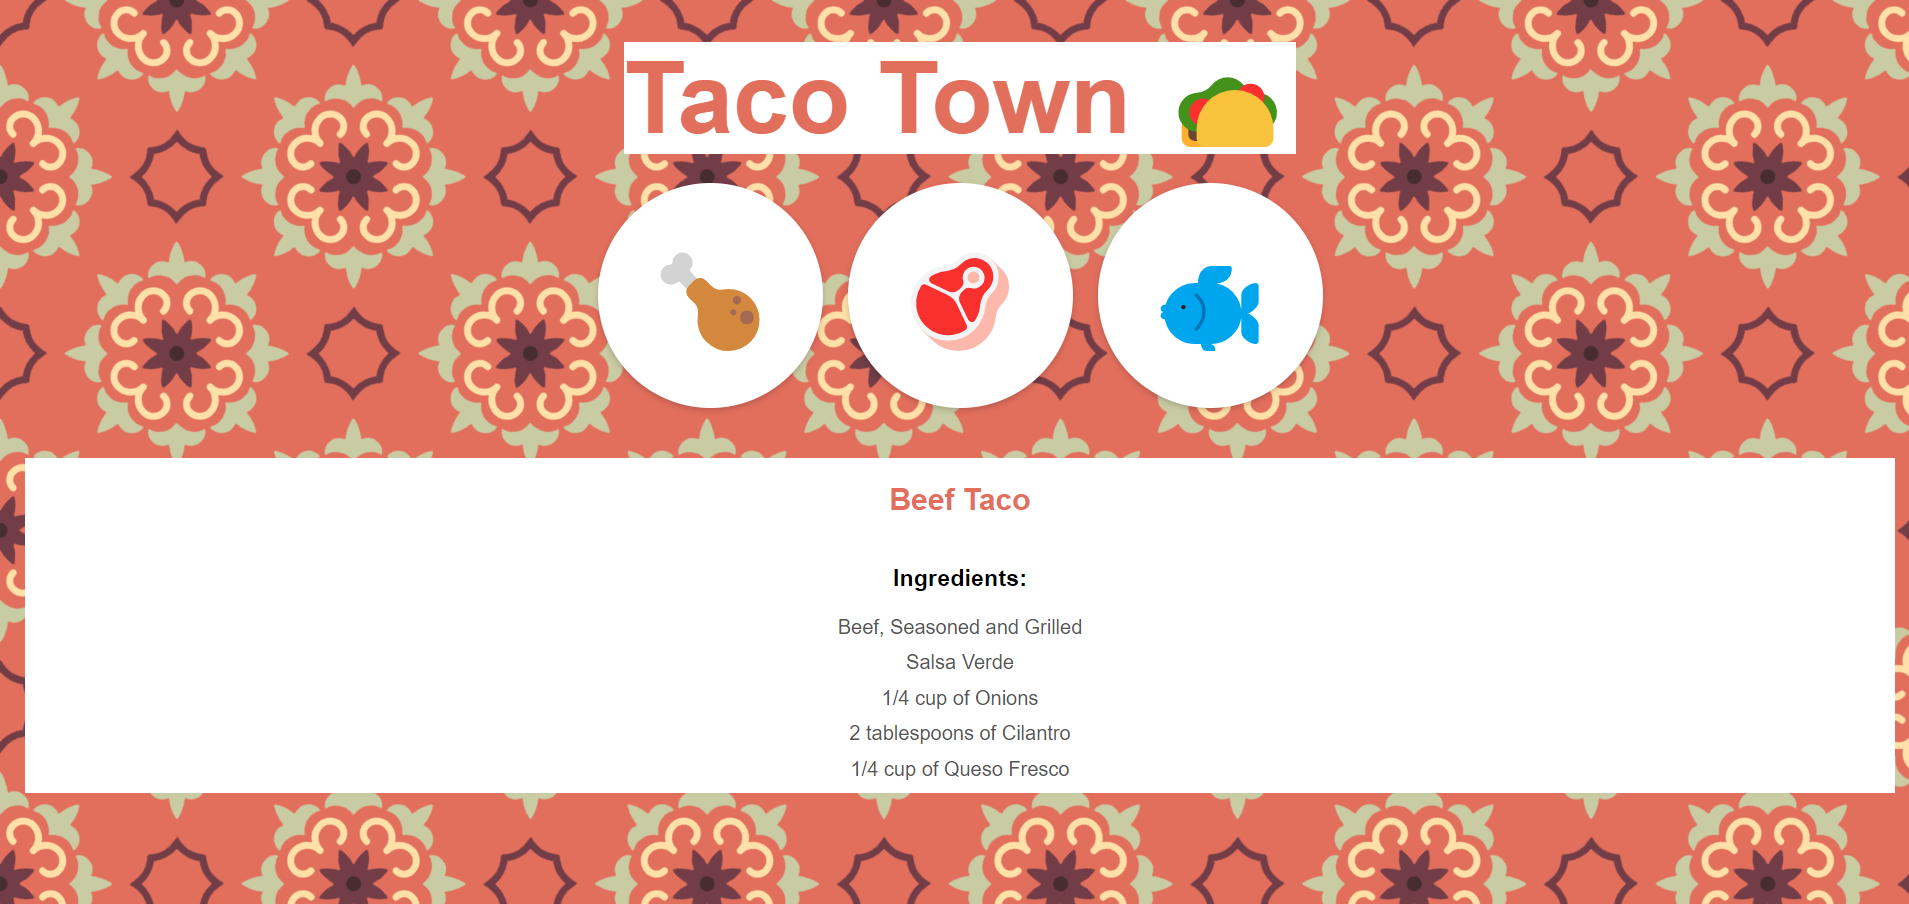 Taco Town
Beef Taco
Ingredients:
Beef, Seasoned and Grilled
Salsa Verde
1/4 cup of Onions
2 tablespoons of Cilantro
1/4 cup of Queso Fresco